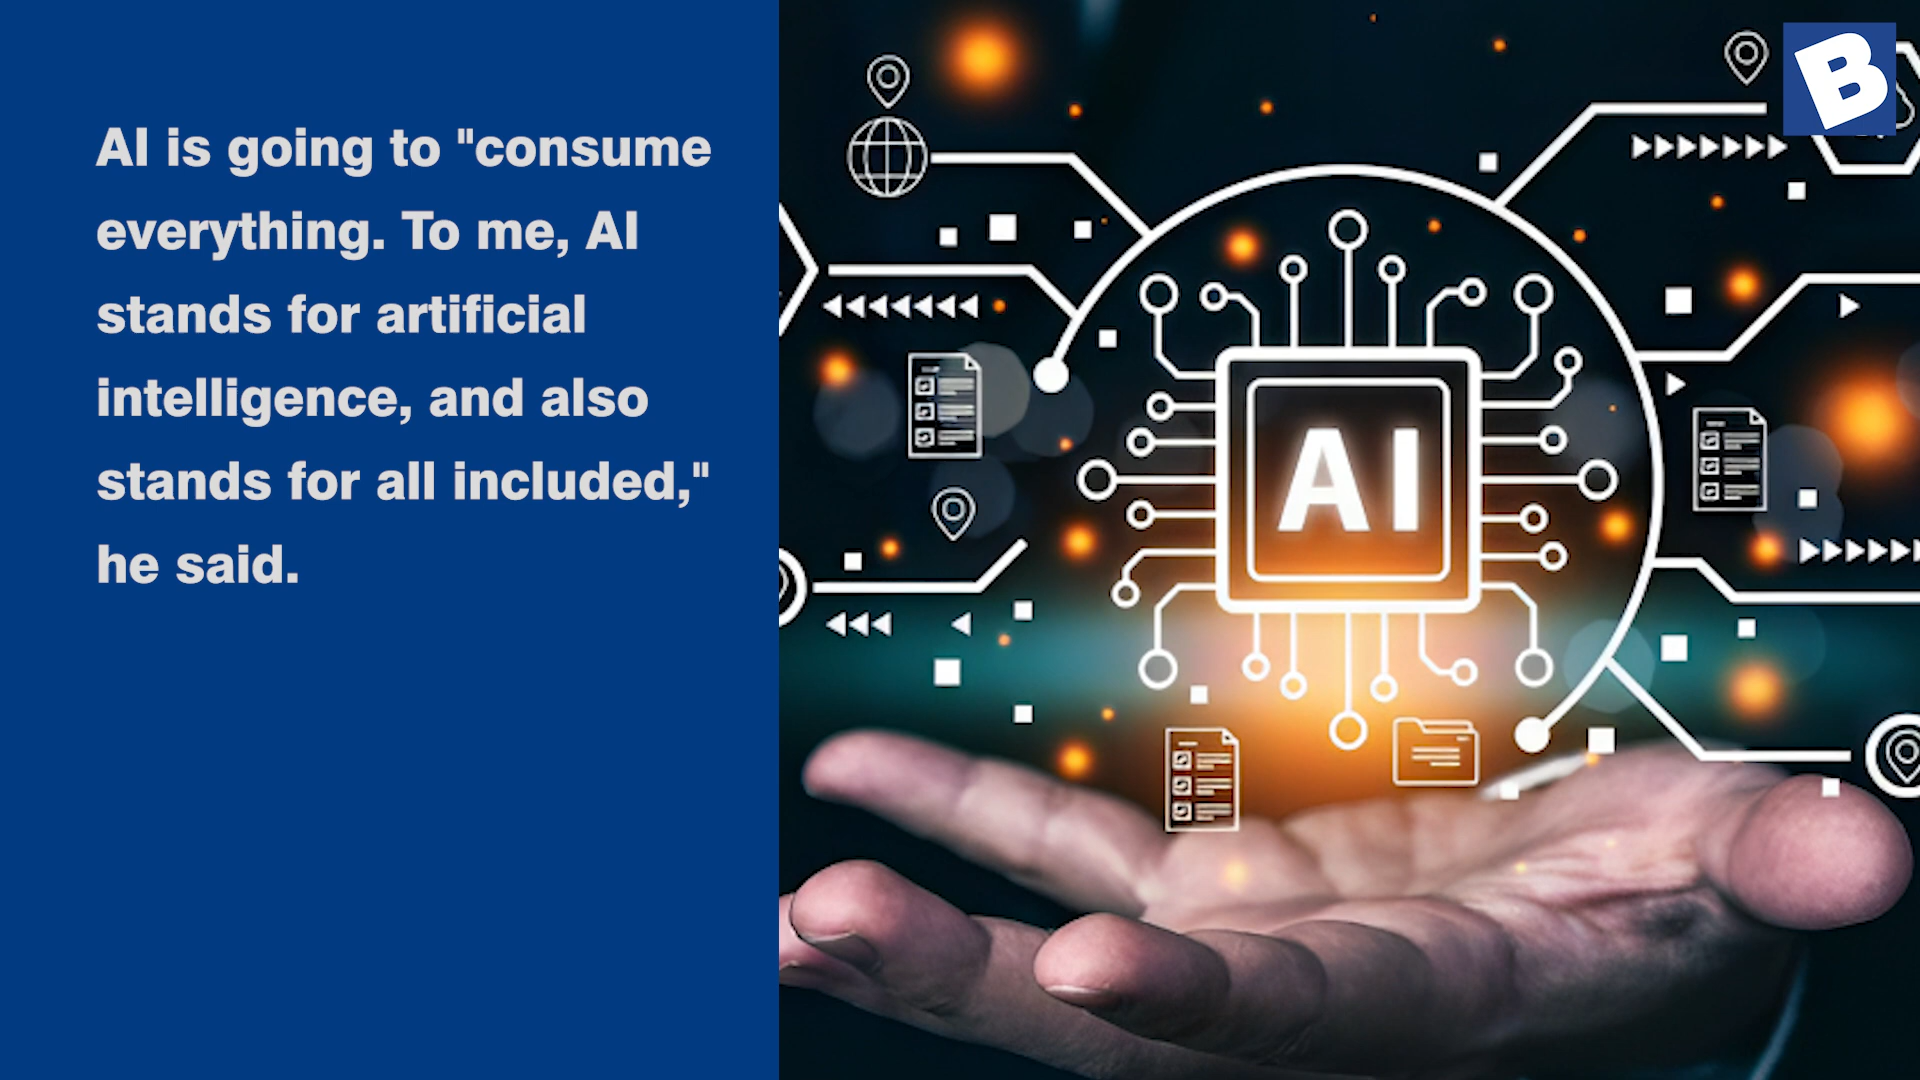 AI is going to "consume
everything. To me, AI
stands for artificial
intelligence, and also
stands for all included,"
he said.
B
AI